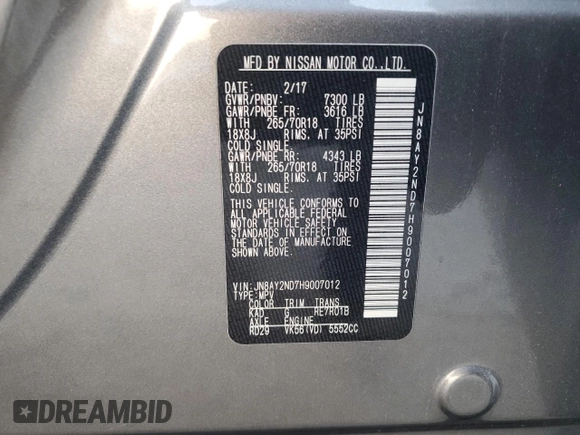 MFD BY NISSAN MOTOR CO.,LTD.
DATE: 2/17
GVWR/PNBV: 7300 LB
GAWR/PNBE FR: 3616 LB
WITH 265/70R18 TIRES
18X8J RIMS, AT 35PSI
COLD SINGLE.
GAWR/PNBE RR: 4343 LB
WITH 265/70R18 TIRES
18X8J RIMS, AT 35PSI
COLD SINGLE.
THIS VEHICLE CONFORMS TO
ALL APPLICABLE FEDERAL
MOTOR VEHICLE SAFETY
STANDARDS IN EFFECT ON
THE DATE OF MANUFACTURE
SHOWN ABOVE.
VIN:JN8AY2ND7H9007012
TYPE:MPV
COLOR TRIM TRANS
KAD G RE7R01B
AXLE ENGINE
RD29 VK56(VD) 5552CC
JN8AY2ND7H9007012
DREAMBID